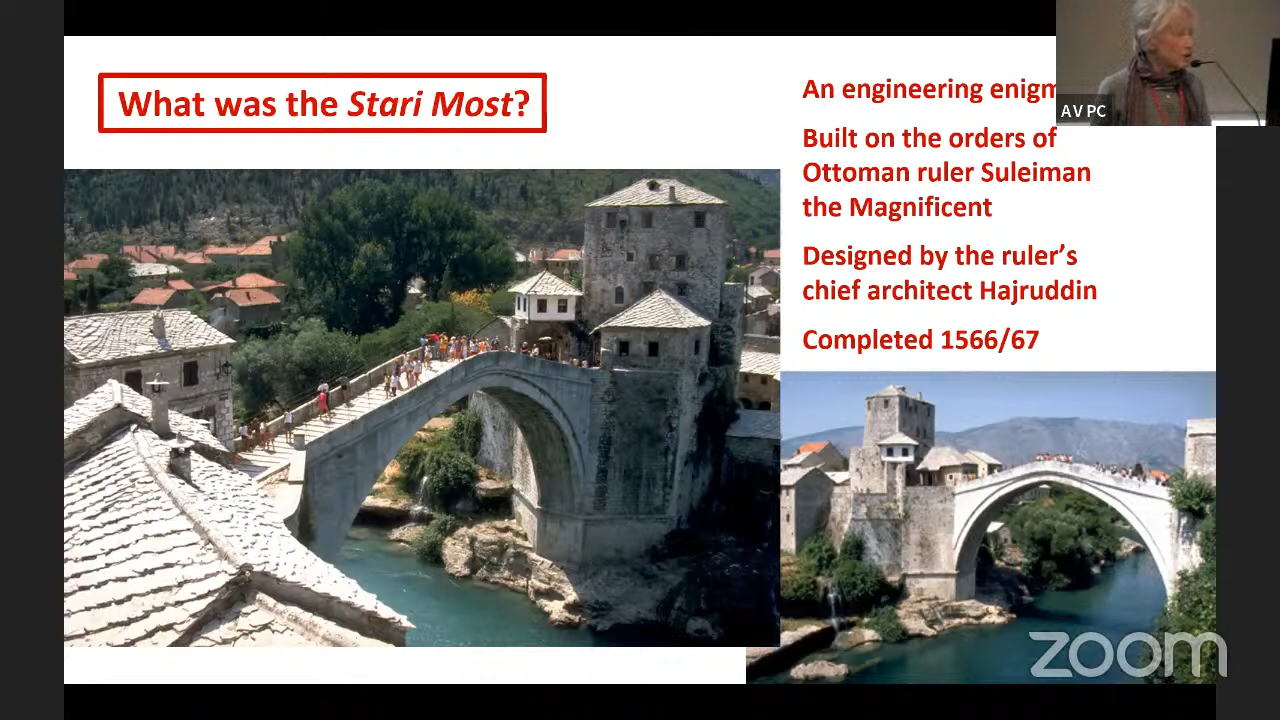 What was the Stari Most?
An engineering enigm
Built on the orders of
Ottoman ruler Suleiman
the Magnificent
Designed by the ruler's
chief architect Hajruddin
Completed 1566/67
AV PC
zoom